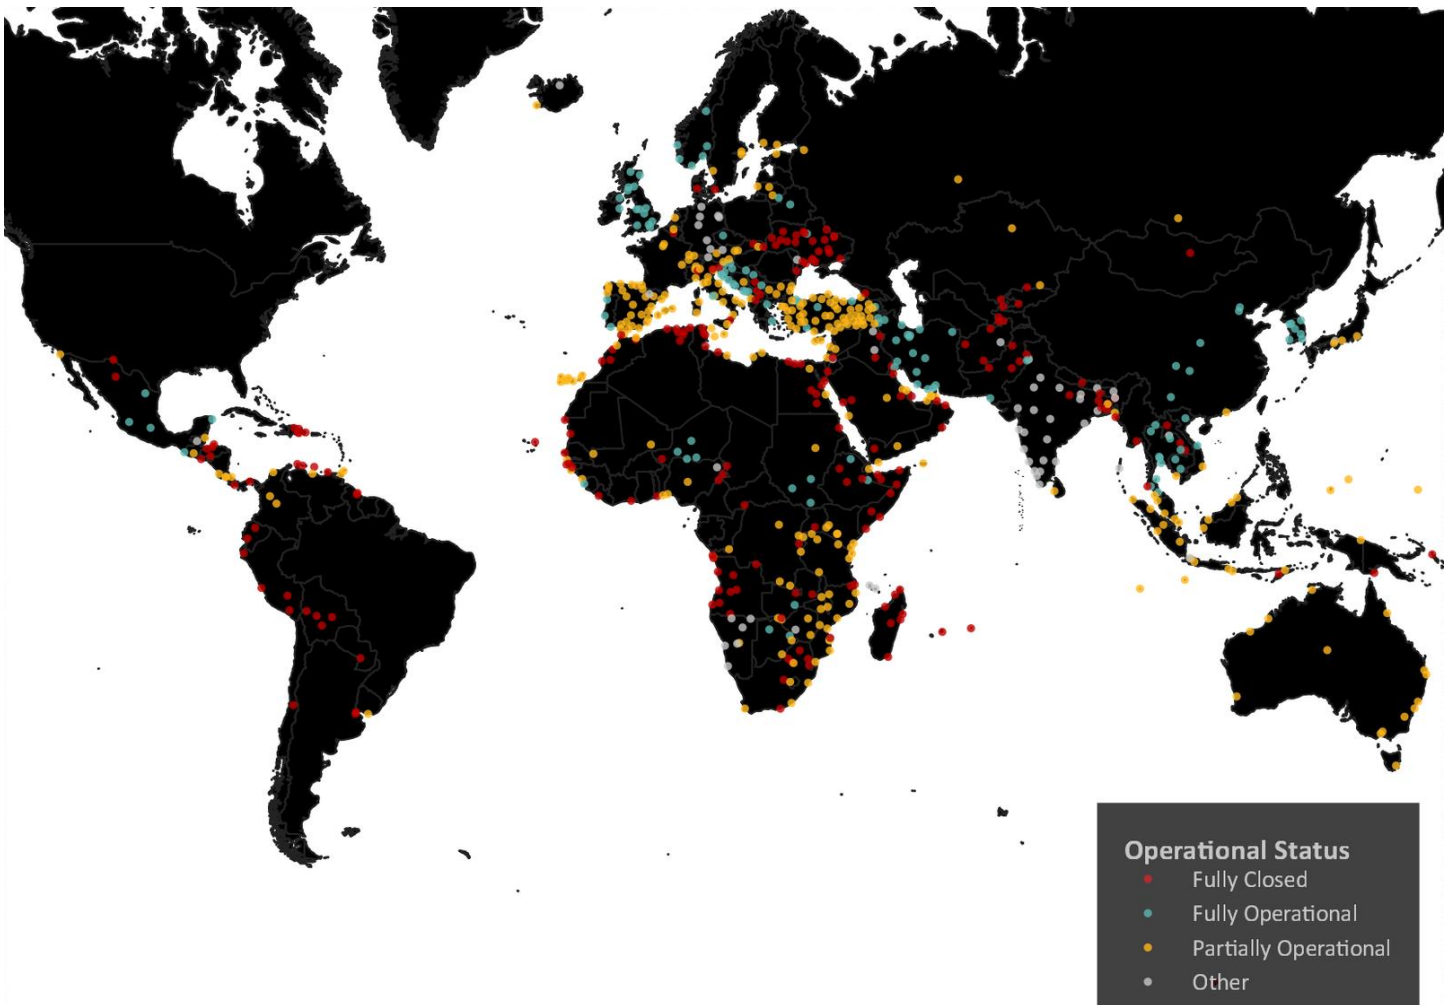 Operational Status
Fully Closed
Fully Operational
Partially Operational
Other